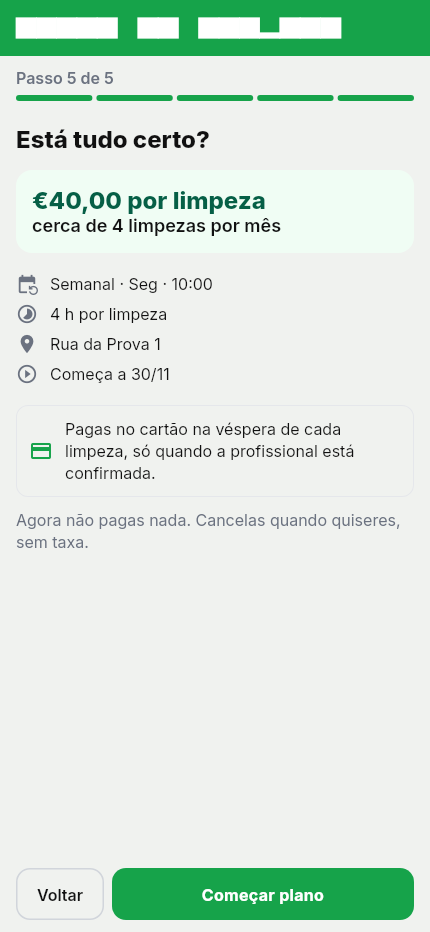 Passo 5 de 5
Está tudo certo?
€40,00 por limpeza
cerca de 4 limpezas por mês
Semanal · Seg · 10:00
4 h por limpeza
Rua da Prova 1
Começa a 30/11
Pagas no cartão na véspera de cada
limpeza, só quando a profissional está
confirmada.
Agora não pagas nada. Cancelas quando quiseres,
sem taxa.
Voltar
Começar plano